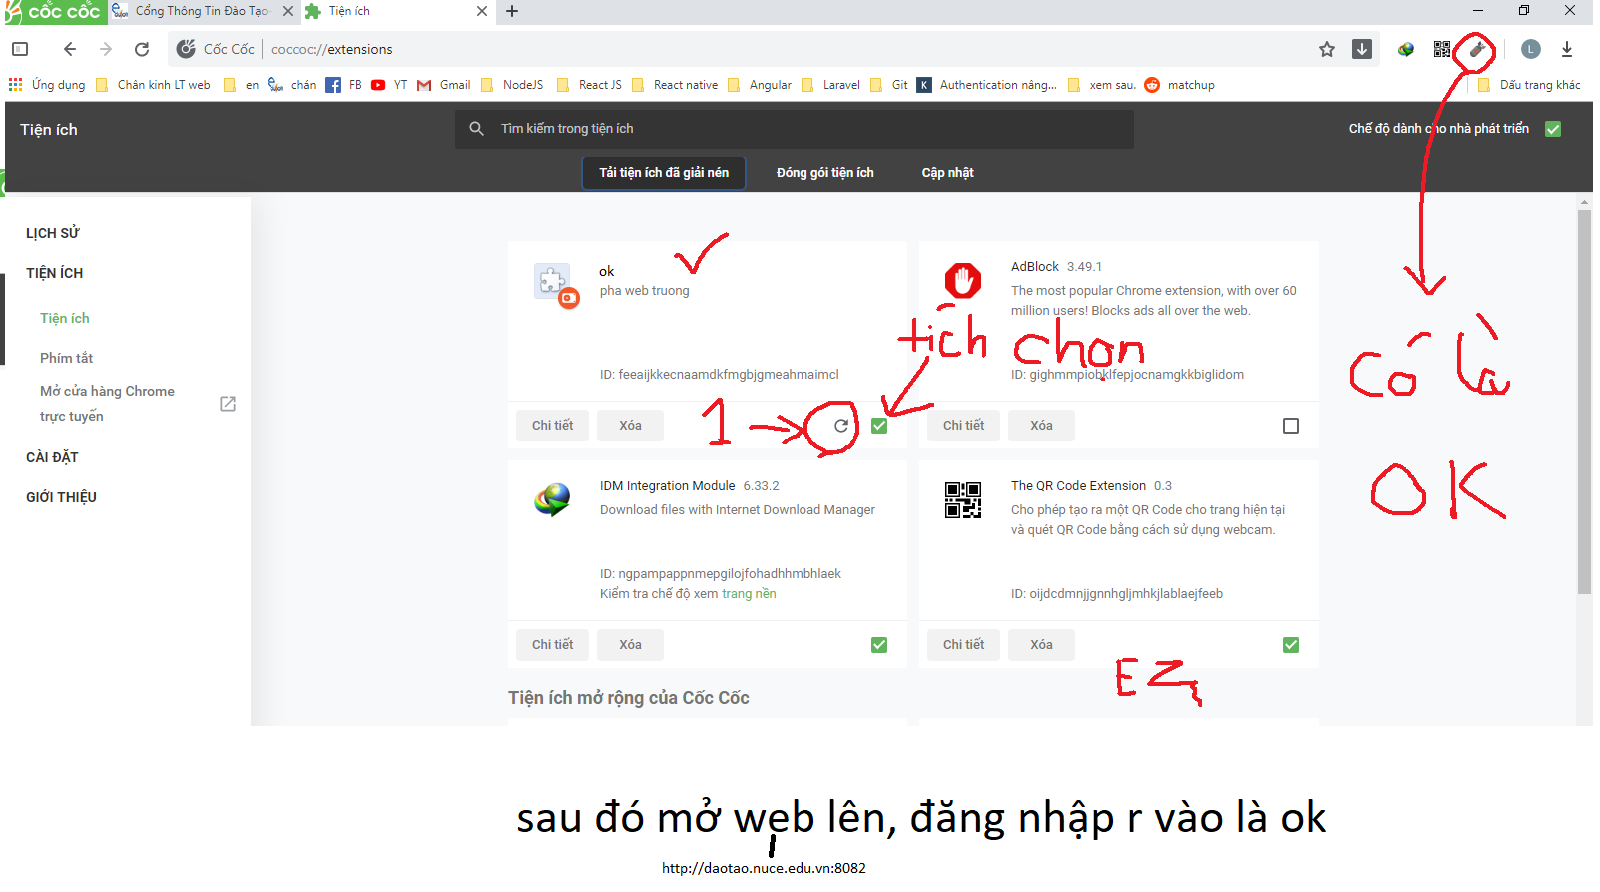 cốc cốc
Cổng Thông Tin Đào Tạo
Tiện ích
Cốc Cốc
coccoc://extensions
L
Ứng dụng
Chân kinh LT web
en
chán
FB
YT
Gmail
NodeJS
React JS
React native
Angular
Laravel
Git
K
Authentication nâng...
xem sau.
matchup
Dấu trang khác
Tiện ích
Tìm kiếm trong tiện ích
Chế độ dành cho nhà phát triển
Tải tiện ích đã giải nén
Đóng gói tiện ích
Cập nhật
LỊCH SỬ
TIỆN ÍCH
Tiện ích
Phím tắt
Mở cửa hàng Chrome
trực tuyến
CÀI ĐẶT
GIỚI THIỆU
ok
pha web truong
ID: feeaijkkecnaamdkfmgbjgmeahmaimcl
Chi tiết
Xóa
1
AdBlock 3.49.1
The most popular Chrome extension, with over 60
million users! Blocks ads all over the web.
tích chọn
ID: gighmmpiobklfepjocnamgkkbiglidom
Chi tiết
Xóa
có là
OK
IDM Integration Module 6.33.2
Download files with Internet Download Manager
ID: ngpampappnmepgilojfohadhhmbhlaek
Kiểm tra chế độ xem trang nền
Chi tiết
Xóa
The QR Code Extension 0.3
Cho phép tạo ra một QR Code cho trang hiện tại
và quét QR Code bằng cách sử dụng webcam.
ID: oijdcdmnjjgnnhgljmhkjlablaejfeeb
Chi tiết
Xóa
EZ
Tiện ích mở rộng của Cốc Cốc
sau đó mở web lên, đăng nhập r vào là ok
http://daotao.nuce.edu.vn:8082